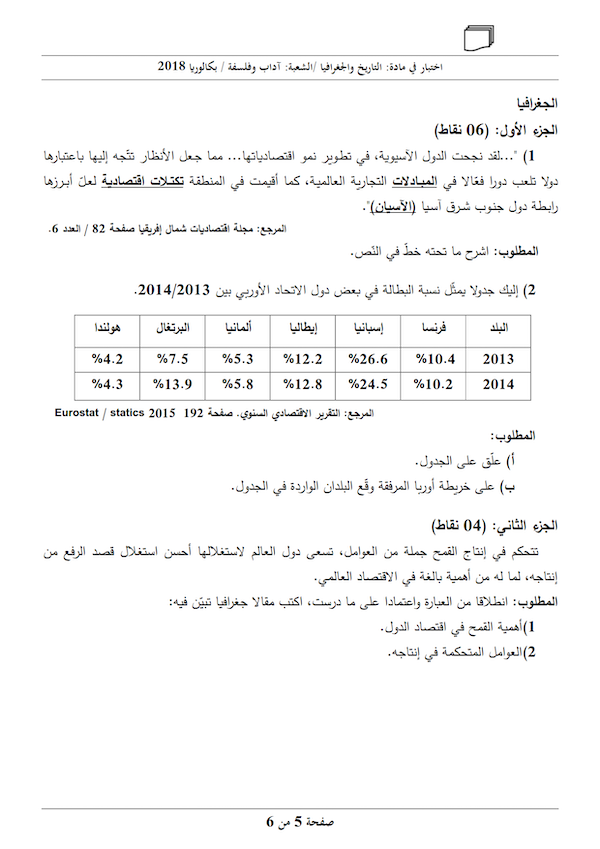 اختبار في مادة: التاريخ والجغرافيا /الشعبة: آداب وفلسفة / بكالوريا 2018
الجغرافيا
الجزء الأول: (06 نقاط)
1) "...لقد نجحت الدول الآسيوية، في تطوير نمو اقتصادياتها... مما جعل الأنظار تتّجه إليها باعتبارها
دولا تلعب دورا فعّالا في المبادلات التجارية العالمية، كما أقيمت في المنطقة تكتلات اقتصادية لعلّ أبرزها
رابطة دول جنوب شرق آسيا (الآسيان)".
المرجع: مجلة اقتصاديات شمال إفريقيا صفحة 82 / العدد 6.
المطلوب: اشرح ما تحته خطّ في النّص.
2) إليك جدولا يمثّل نسبة البطالة في بعض دول الاتحاد الأوربي بين 2014/2013.
البلد فرنسا إسبانيا إيطاليا ألمانيا البرتغال هولندا
2013 %10.4 %26.6 %12.2 %5.3 %7.5 %4.2
2014 %10.2 %24.5 %12.8 %5.8 %13.9 %4.3
المرجع: التقرير الاقتصادي السنوي. صفحة 192 Eurostat / statics 2015
المطلوب:
أ) علّق على الجدول.
ب) على خريطة أوربا المرفقة وقّع البلدان الواردة في الجدول.
الجزء الثاني: (04 نقاط)
تتحكم في إنتاج القمح جملة من العوامل، تسعى دول العالم لاستغلالها أحسن استغلال قصد الرفع من
إنتاجه، لما له من أهمية بالغة في الاقتصاد العالمي.
المطلوب: انطلاقا من العبارة واعتمادا على ما درست، اكتب مقالا جغرافيا تبيّن فيه:
1)أهمية القمح في اقتصاد الدول.
2)العوامل المتحكمة في إنتاجه.
صفحة 5 من 6